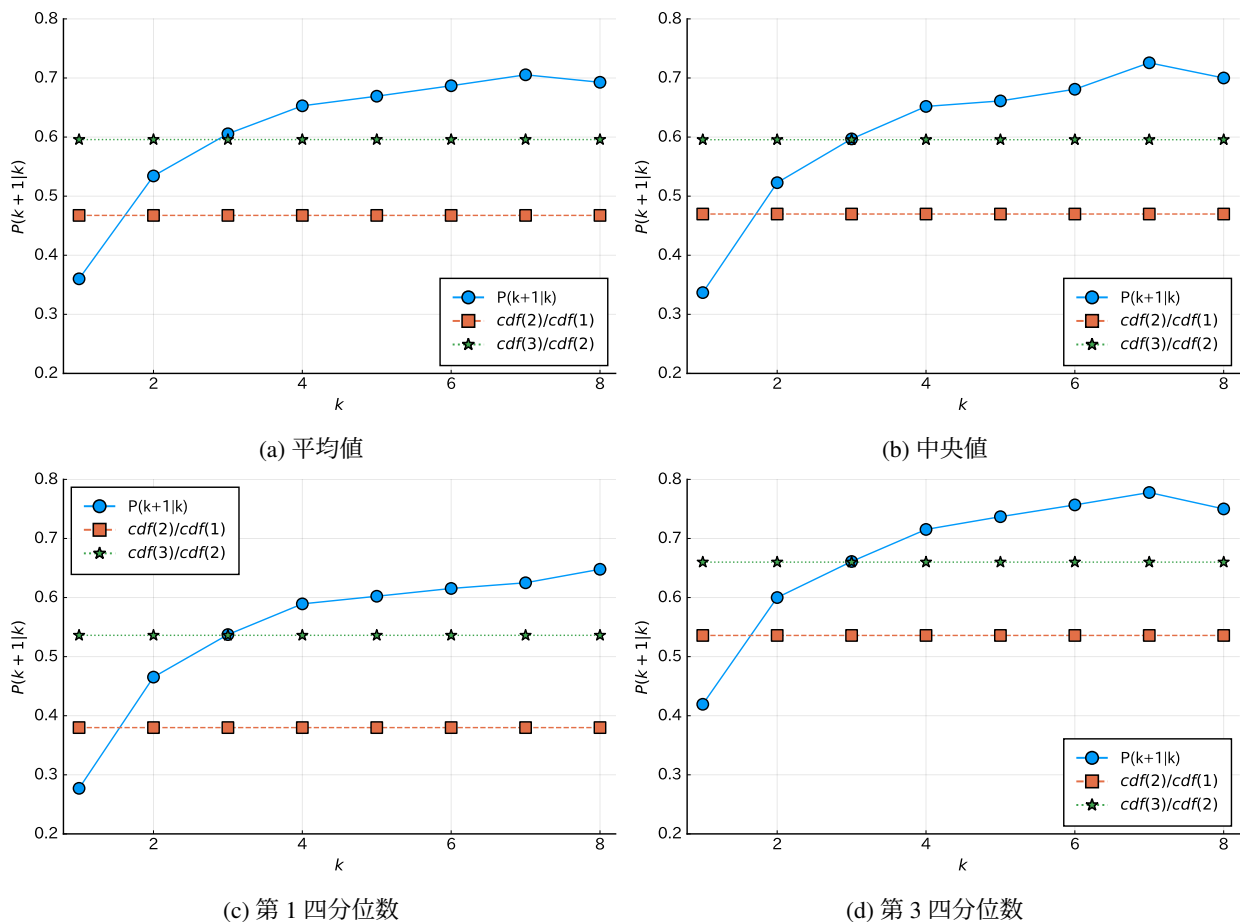 0.8
0.7
0.6
0.5
0.4
0.3
0.2
P(k+1|k)
P(k+1|k)
cdf(2)/cdf(1)
cdf(3)/cdf(2)
2 4 6 8
k
(a) 平均値
0.8
0.7
0.6
0.5
0.4
0.3
0.2
P(k+1|k)
P(k+1|k)
cdf(2)/cdf(1)
cdf(3)/cdf(2)
2 4 6 8
k
(b) 中央値
0.8
0.7
0.6
0.5
0.4
0.3
0.2
P(k+1|k)
P(k+1|k)
cdf(2)/cdf(1)
cdf(3)/cdf(2)
2 4 6 8
k
(c) 第 1 四分位数
0.8
0.7
0.6
0.5
0.4
0.3
0.2
P(k+1|k)
P(k+1|k)
cdf(2)/cdf(1)
cdf(3)/cdf(2)
2 4 6 8
k
(d) 第 3 四分位数